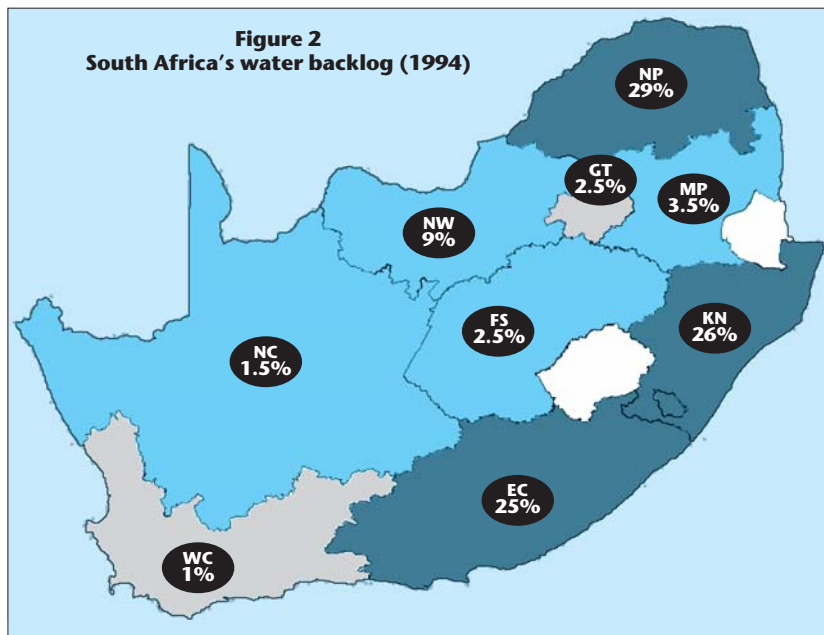 Figure 2
South Africa's water backlog (1994)
NP
29%
GT
2.5%
MP
3.5%
NW
9%
FS
2.5%
KN
26%
NC
1.5%
EC
25%
WC
1%